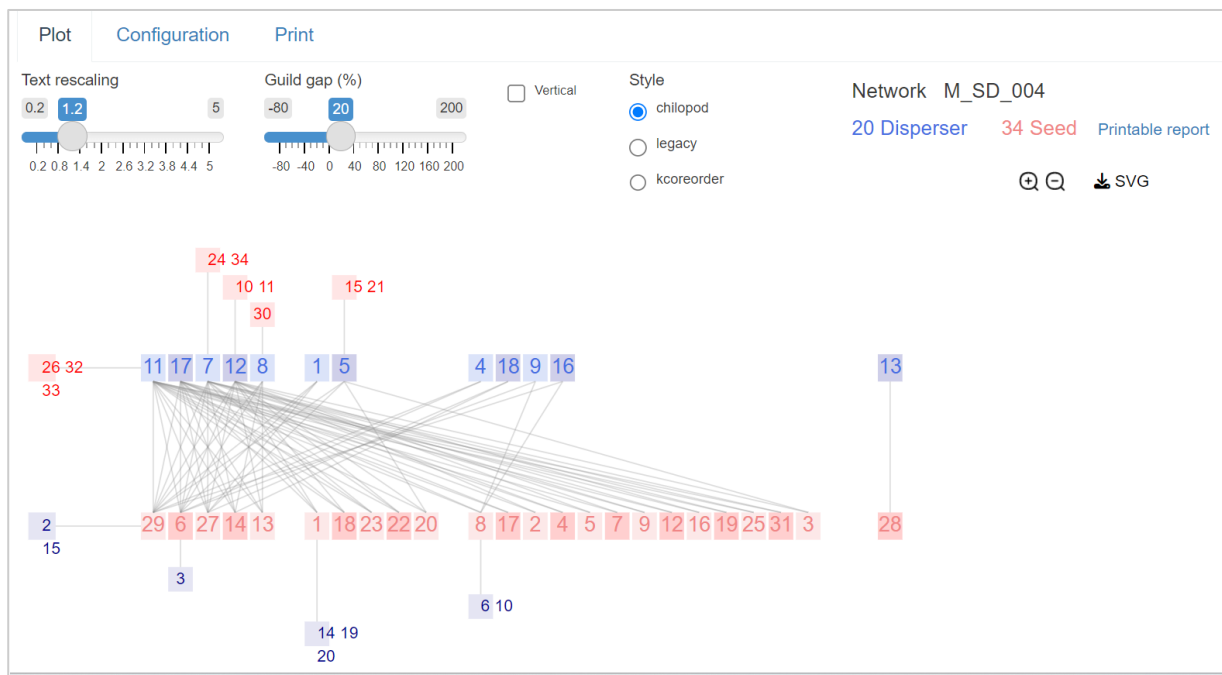 Plot Configuration Print
Text rescaling Guild gap (%) Vertical Style Network M_SD_004
0.2 1.2 5 -80 20 200 chilopod
20 Disperser 34 Seed Printable report
legacy
0.2 0.8 1.4 2 2.6 3.2 3.8 4.4 5 -80 -40 0 40 80 120 160 200
kcoreorder SVG
24 34
10 11 15 21
30
26 32 11 17 7 12 8 1 5 4 18 9 16 13
33
2 29 6 27 14 13 1 18 23 22 20 8 17 2 4 5 7 9 12 16 19 25 31 3 28
15
3
6 10
14 19
20